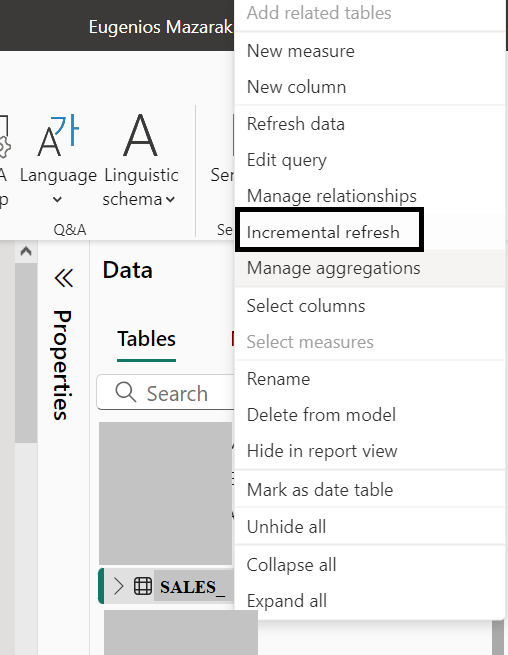 Eugenios Mazarak
Add related tables
New measure
New column
Refresh data
Edit query
Manage relationships
Incremental refresh
Manage aggregations
Select columns
Select measures
Rename
Delete from model
Hide in report view
Mark as date table
Unhide all
Collapse all
Expand all
A가
A
Language
Linguistic
schema
Q&A
Data
Properties
Tables
Search
SALES_